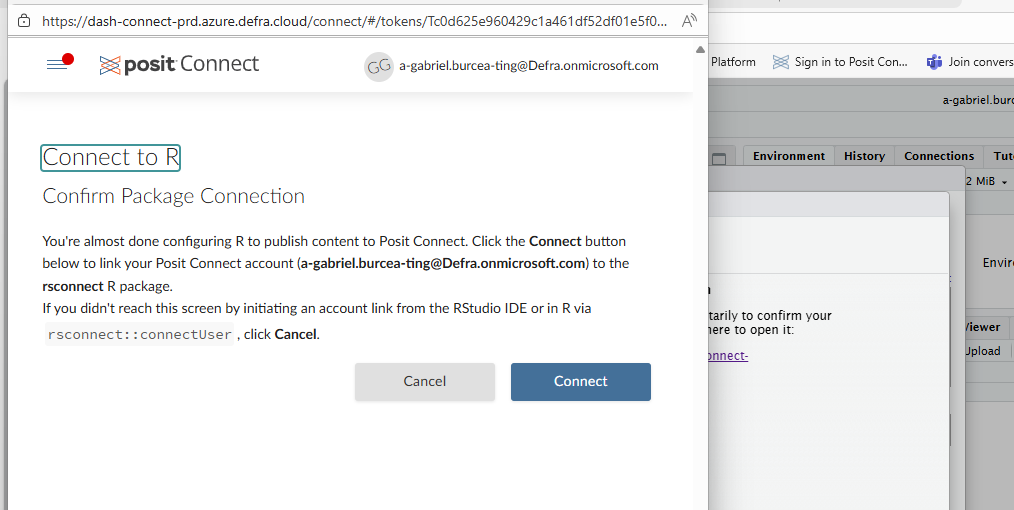 https://dash-connect-prd.azure.defra.cloud/connect/#/tokens/Tc0d625e960429c1a461df52df01e5f0...
posit Connect
GG a-gabriel.burcea-ting@Defra.onmicrosoft.com
Connect to R
Confirm Package Connection
You're almost done configuring R to publish content to Posit Connect. Click the Connect button
below to link your Posit Connect account (a-gabriel.burcea-ting@Defra.onmicrosoft.com) to the
rsconnect R package.
If you didn't reach this screen by initiating an account link from the RStudio IDE or in R via
rsconnect::connectUser , click Cancel.
Cancel Connect
Platform Sign in to Posit Con... Join convers
a-gabriel.burc
Environment History Connections Tut
2 MiB
Envir
tarily to confirm your
here to open it:
onnect-
Viewer
Upload